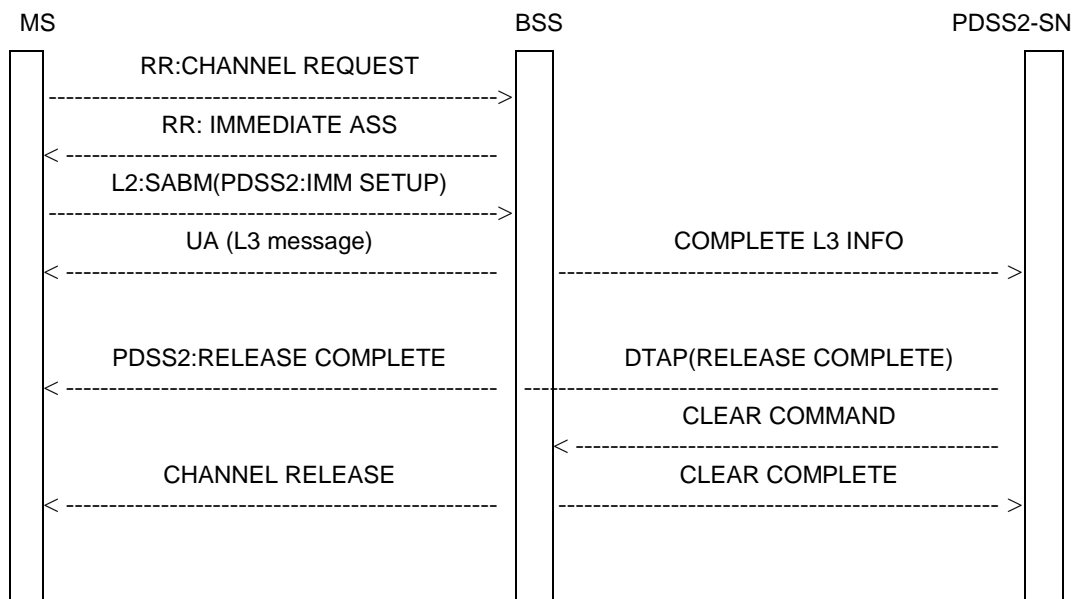 MS BSS PDSS2-SN
RR:CHANNEL REQUEST
RR: IMMEDIATE ASS
L2:SABM(PDSS2:IMM SETUP)
UA (L3 message) COMPLETE L3 INFO
PDSS2:RELEASE COMPLETE DTAP(RELEASE COMPLETE)
CLEAR COMMAND
CHANNEL RELEASE CLEAR COMPLETE